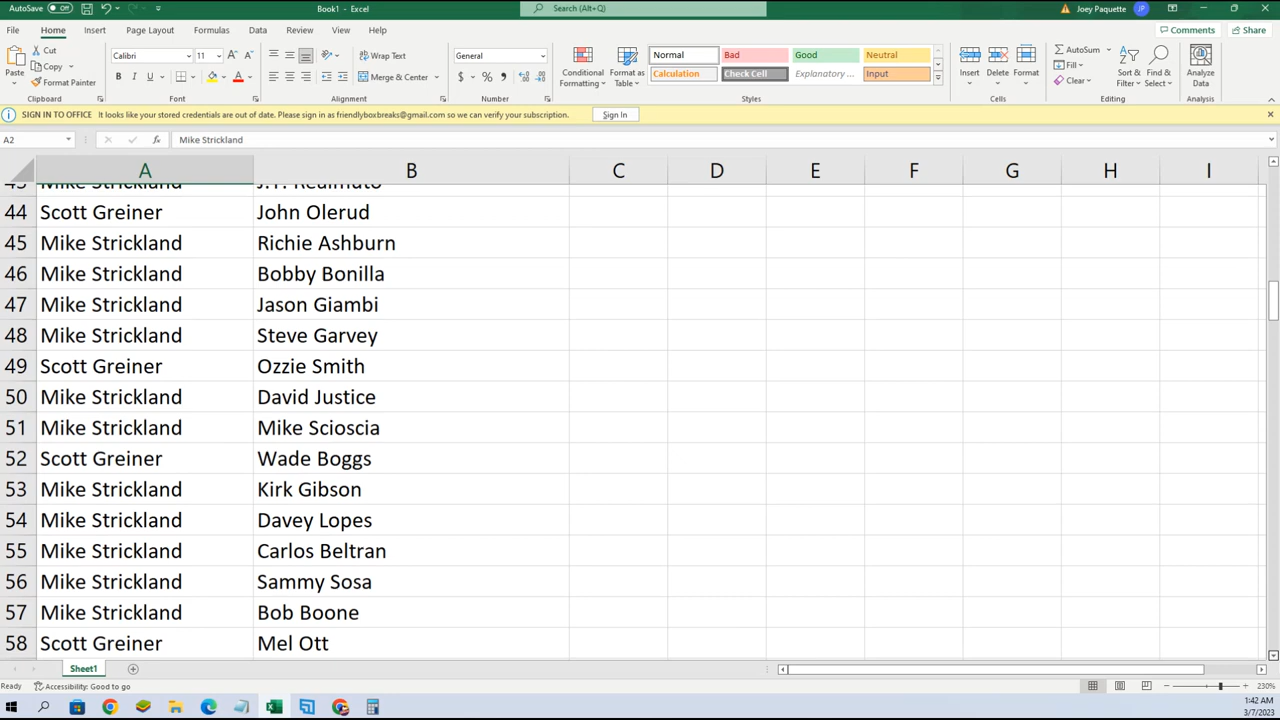 AutoSave Off Book1 - Excel Search (Alt+Q) Joey Paquette JP
File Home Insert Page Layout Formulas Data Review View Help Comments Share
Paste Cut Copy Format Painter Clipboard
Calibri 11 A A B I U A Font
ab Wrap Text Merge & Center Alignment
General $ % , Number
Conditional Formatting Format as Table
Normal Bad Good Neutral
Calculation Check Cell Explanatory ... Input
Styles
Insert Delete Format Cells
AutoSum Fill Clear Sort & Filter Find & Select Editing
Analyze Data Analysis
SIGN IN TO OFFICE It looks like your stored credentials are out of date. Please sign in as friendlyboxbreaks@gmail.com so we can verify your subscription. Sign In
A2 fx Mike Strickland
A B C D E F G H I
43 Mike Strickland J.T. Realmuto
44 Scott Greiner John Olerud
45 Mike Strickland Richie Ashburn
46 Mike Strickland Bobby Bonilla
47 Mike Strickland Jason Giambi
48 Mike Strickland Steve Garvey
49 Scott Greiner Ozzie Smith
50 Mike Strickland David Justice
51 Mike Strickland Mike Scioscia
52 Scott Greiner Wade Boggs
53 Mike Strickland Kirk Gibson
54 Mike Strickland Davey Lopes
55 Mike Strickland Carlos Beltran
56 Mike Strickland Sammy Sosa
57 Mike Strickland Bob Boone
58 Scott Greiner Mel Ott
Sheet1
Ready Accessibility: Good to go 230%
1:42 AM
3/7/2023